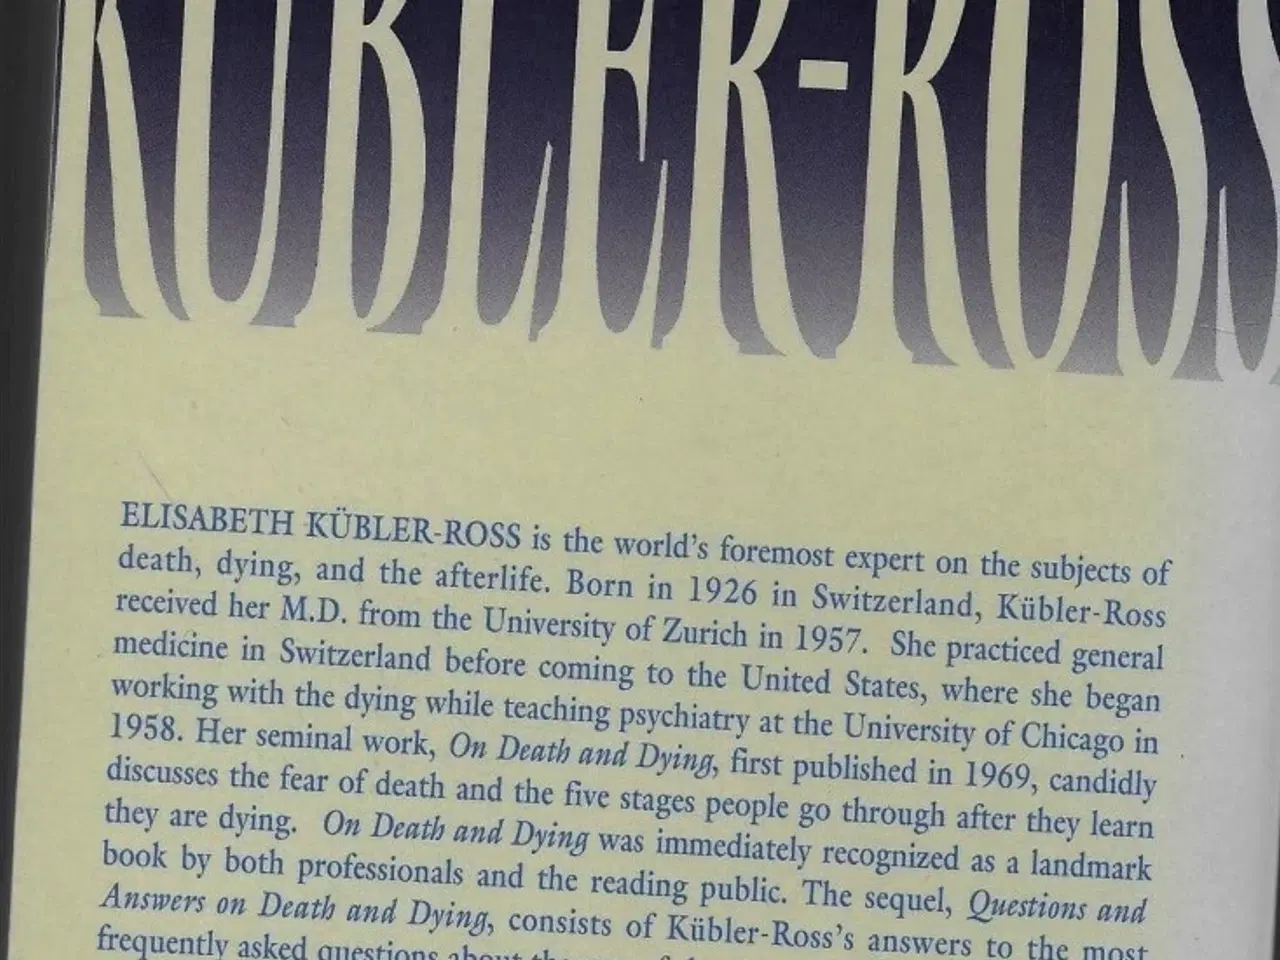 KÜBLER-ROSS
ELISABETH KÜBLER-ROSS is the world's foremost expert on the subjects of
death, dying, and the afterlife. Born in 1926 in Switzerland, Kübler-Ross
received her M.D. from the University of Zurich in 1957. She practiced general
medicine in Switzerland before coming to the United States, where she began
working with the dying while teaching psychiatry at the University of Chicago in
1958. Her seminal work, On Death and Dying, first published in 1969, candidly
discusses the fear of death and the five stages people go through after they learn
they are dying. On Death and Dying was immediately recognized as a landmark
book by both professionals and the reading public. The sequel, Questions and
Answers on Death and Dying, consists of Kübler-Ross's answers to the most
frequently asked questions about